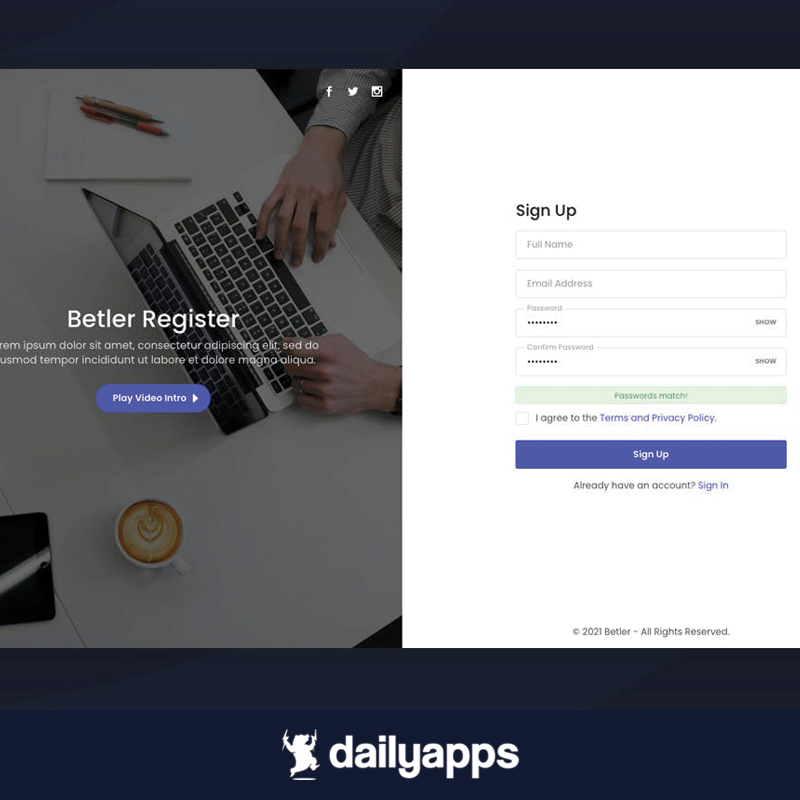 Betler Register
lorem ipsum dolor sit amet, consectetur adipiscing elit, sed do
eiusmod tempor incididunt ut labore et dolore magna aliqua.
Play Video Intro
Sign Up
Full Name
Email Address
Password
•••••••• SHOW
Confirm Password
•••••••• SHOW
Passwords match!
I agree to the Terms and Privacy Policy.
Sign Up
Already have an account? Sign In
© 2021 Betler - All Rights Reserved.
dailyapps